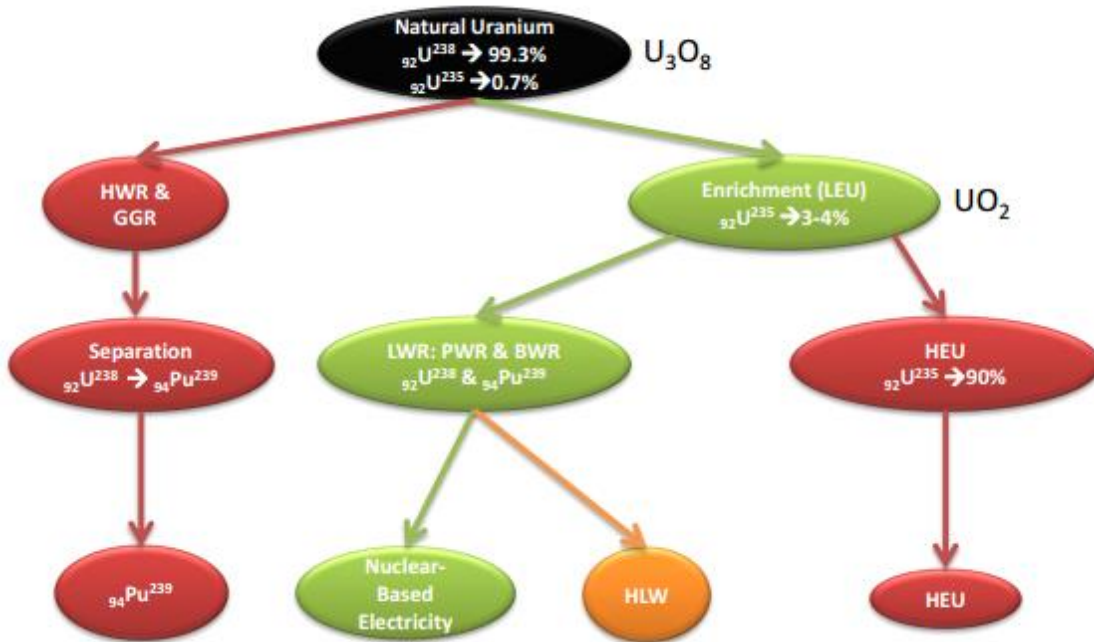 Natural Uranium
₉₂U²³⁸ ➔ 99.3%
₉₂U²³⁵ ➔0.7%
U₃O₈
HWR &
GGR
Enrichment (LEU)
₉₂U²³⁵ ➔3-4%
UO₂
Separation
₉₂U²³⁸ ➔ ₉₄Pu²³⁹
LWR: PWR & BWR
₉₂U²³⁸ & ₉₄Pu²³⁹
HEU
₉₂U²³⁵ ➔90%
₉₄Pu²³⁹
Nuclear-
Based
Electricity
HLW
HEU